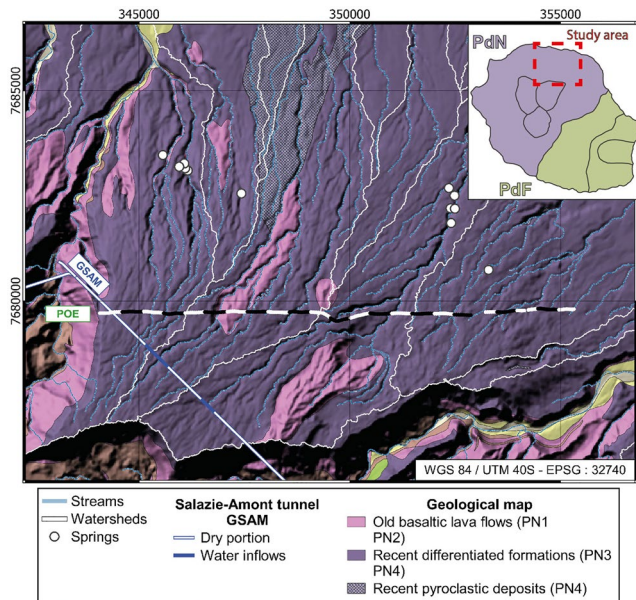 345000 350000 355000
7685000
7680000
PdN
Study area
PdF
GSAM
POE
WGS 84 / UTM 40S - EPSG : 32740
Streams
Watersheds
Springs
Salazie-Amont tunnel
GSAM
Dry portion
Water inflows
Geological map
Old basaltic lava flows (PN1
PN2)
Recent differentiated formations (PN3
PN4)
Recent pyroclastic deposits (PN4)